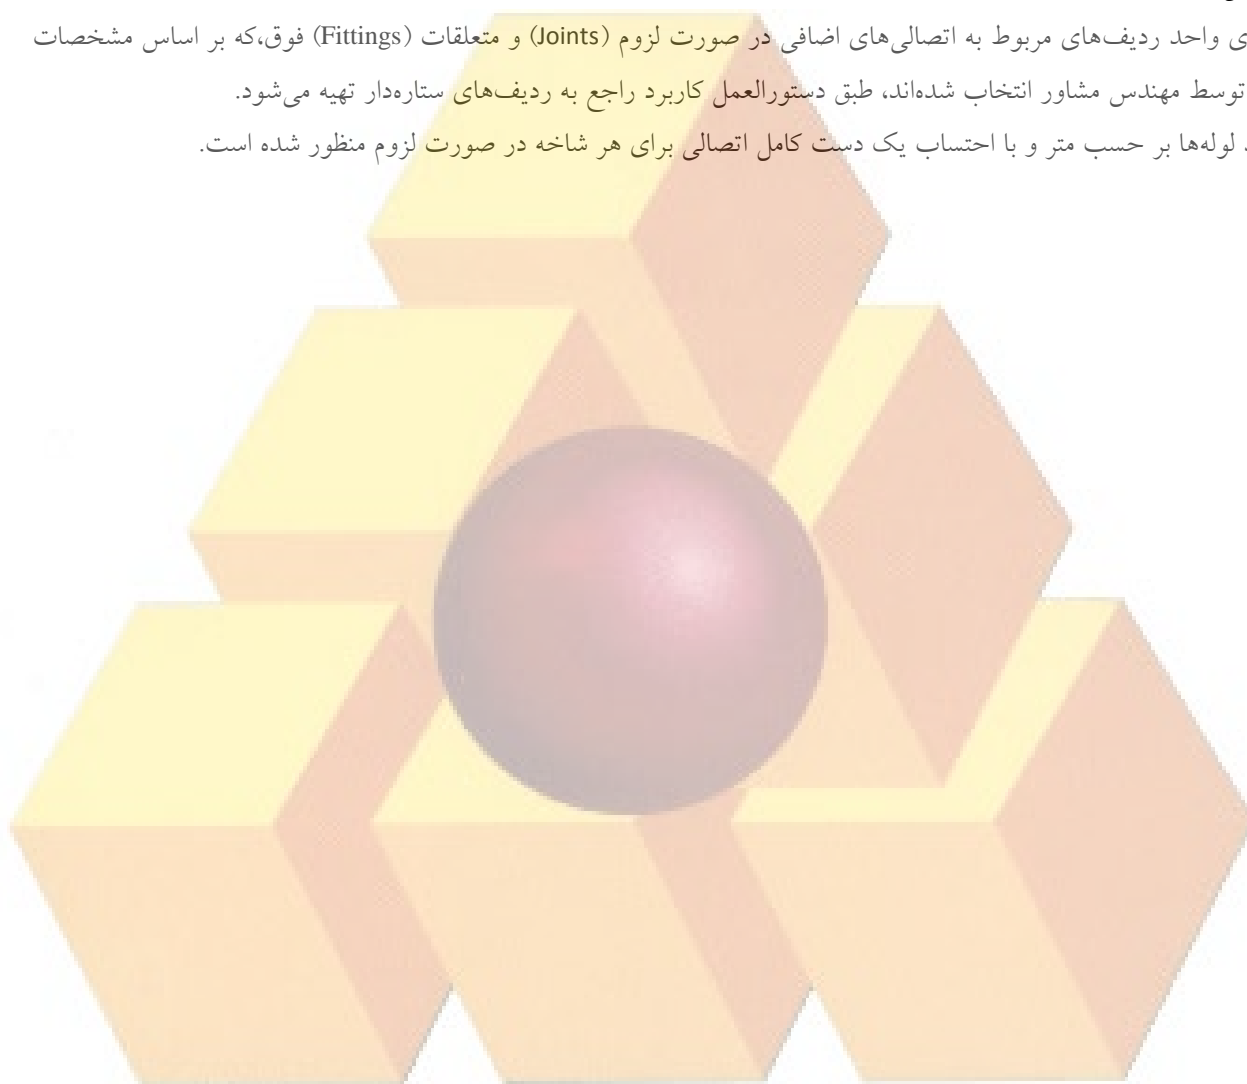 ی واحد ردیف‌های مربوط به اتصالی‌های اضافی در صورت لزوم (Joints) و متعلقات (Fittings) فوق،که بر اساس مشخصات
توسط مهندس مشاور انتخاب شده‌اند، طبق دستورالعمل کاربرد راجع به ردیف‌های ستاره‌دار تهیه می‌شود.
لوله‌ها بر حسب متر و با احتساب یک دست کامل اتصالی برای هر شاخه در صورت لزوم منظور شده است.